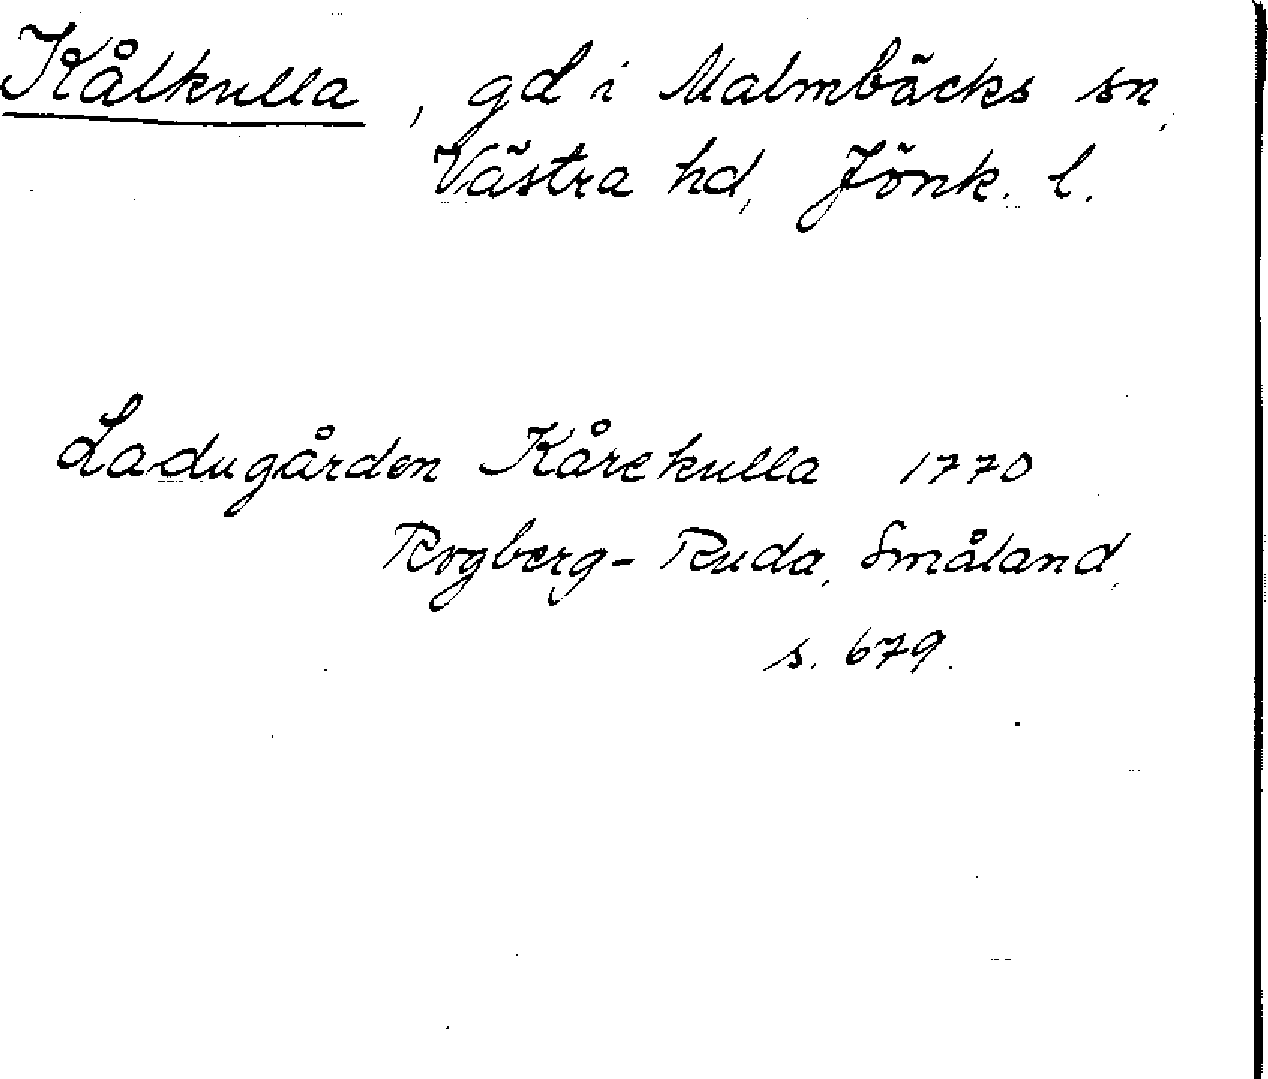 Kålkulla, gd i Malmbäcks sn,
Västra hd, Jönk. l.
Ladugården Kårekulla 1770
Rogberg-Ruda, Småland,
s. 679.